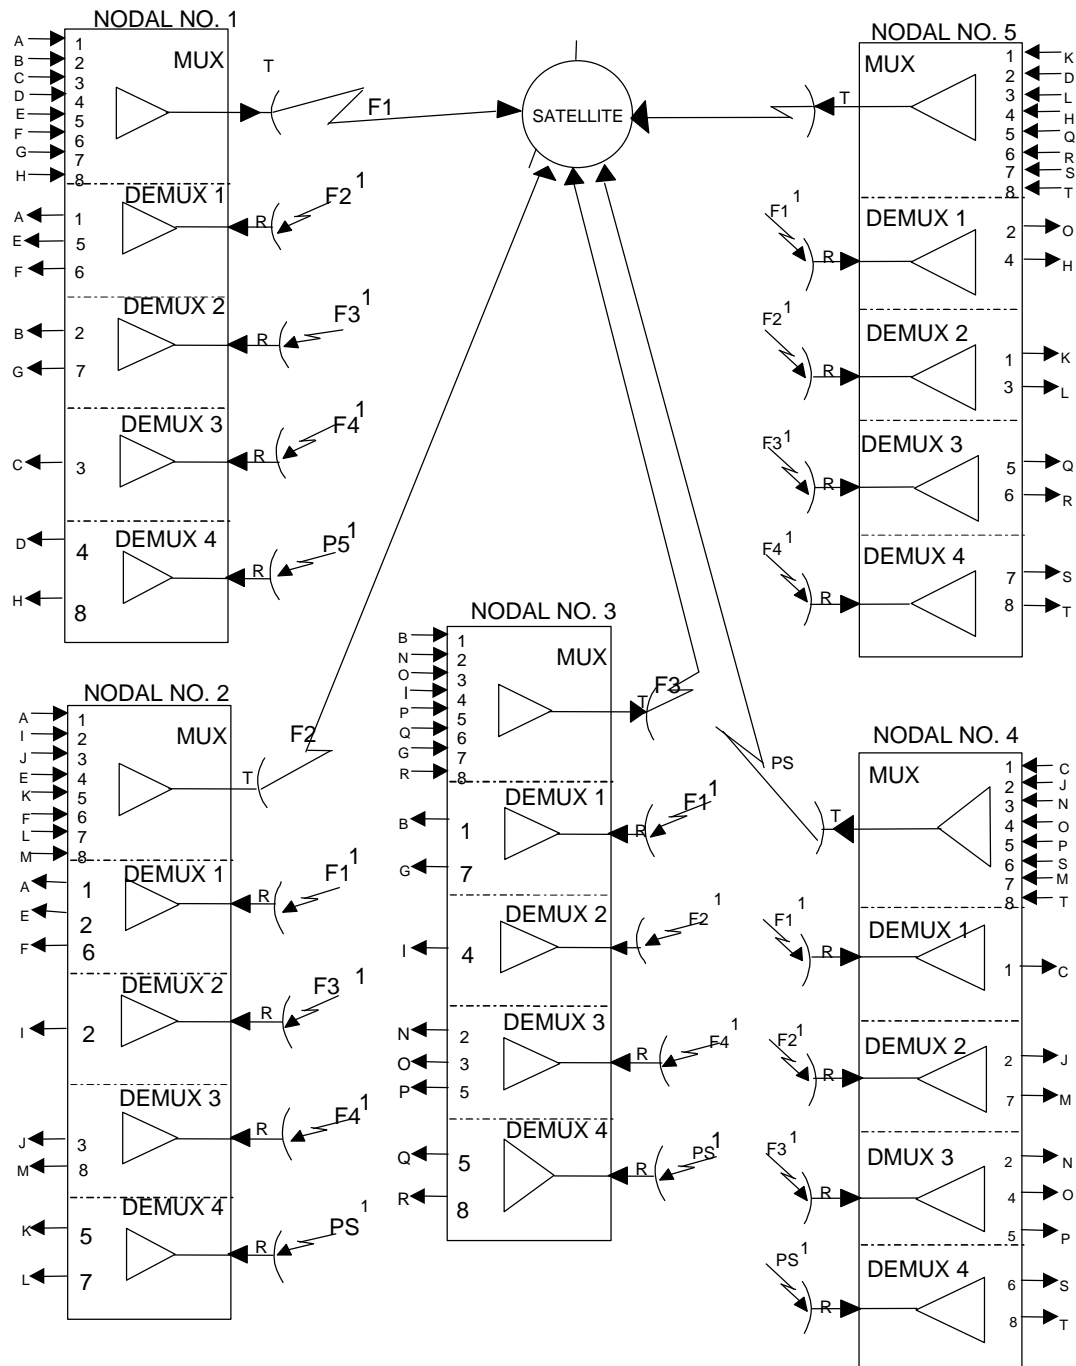 NODAL NO. 1
A 1
B 2
C 3
D 4
E 5
F 6
G 7
H 8
MUX
T
F1
DEMUX 1
A 1
E 5
F 6
R
F2 1
DEMUX 2
B 2
G 7
R
F3 1
DEMUX 3
C 3
R
F4 1
DEMUX 4
D 4
H 8
R
P5 1
SATELLITE
NODAL NO. 5
MUX
T
1 K
2 D
3 L
4 H
5 Q
6 R
7 S
8 T
F1 1
R
DEMUX 1
2 O
4 H
F2 1
R
DEMUX 2
1 K
3 L
F3 1
R
DEMUX 3
5 Q
6 R
F4 1
R
DEMUX 4
7 S
8 T
NODAL NO. 2
A 1
I 2
J 3
E 4
K 5
F 6
L 7
M 8
MUX
T
F2
DEMUX 1
A 1
E 2
F 6
R
F1 1
DEMUX 2
I 2
R
F3 1
DEMUX 3
J 3
M 8
R
F4 1
DEMUX 4
K 5
L 7
R
PS 1
NODAL NO. 3
B 1
N 2
O 3
I 4
P 5
Q 6
G 7
R 8
MUX
T
F3
DEMUX 1
B 1
G 7
R
F1 1
DEMUX 2
I 4
F2 1
DEMUX 3
N 2
O 3
P 5
R
F4 1
DEMUX 4
Q 5
R 8
R
PS 1
NODAL NO. 4
PS
T
MUX
1 C
2 J
3 N
4 O
5 P
6 S
7 M
8 T
F1 1
R
DEMUX 1
1 C
F2 1
R
DEMUX 2
2 J
7 M
F3 1
R
DMUX 3
2 N
4 O
5 P
PS 1
R
DEMUX 4
6 S
8 T